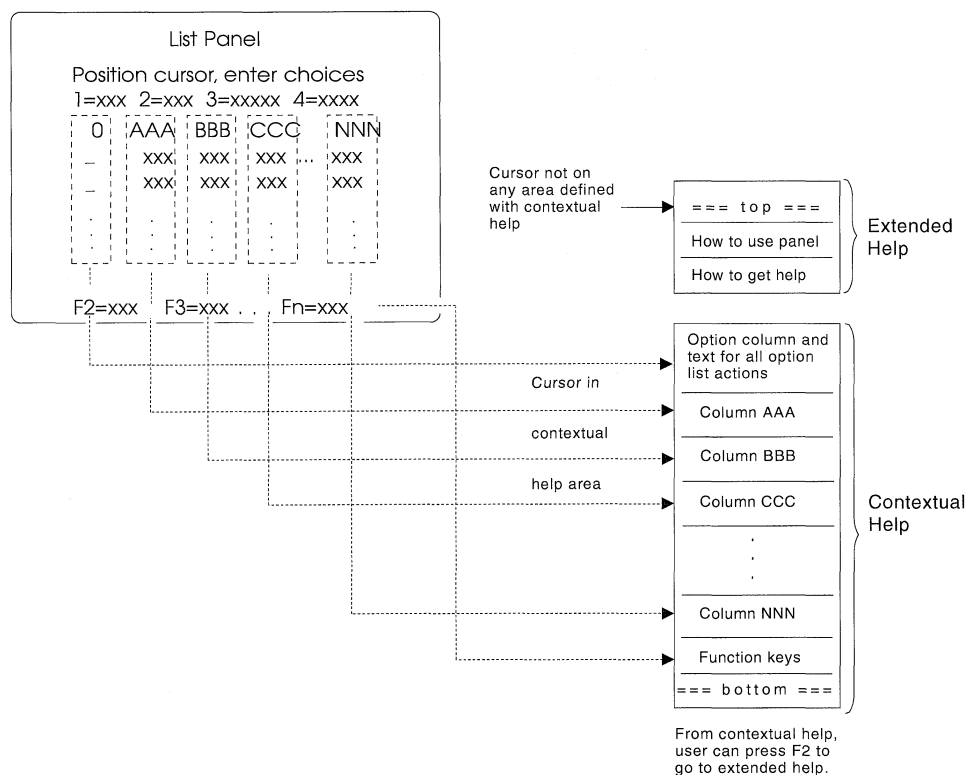 List Panel
Position cursor, enter choices
1=xxx 2=xxx 3=xxxxx 4=xxxx
0 AAA BBB CCC NNN
_ xxx xxx xxx ... xxx
_ xxx xxx xxx xxx
. . . . .
. . . . .
. . . . .
F2=xxx F3=xxx . . . Fn=xxx
Cursor not on
any area defined
with contextual
help
=== top ===
How to use panel
How to get help
Extended
Help
Option column and
text for all option
list actions
Cursor in
Column AAA
contextual
Column BBB
help area
Column CCC
.
.
.
Column NNN
Function keys
=== bottom ===
Contextual
Help
From contextual help,
user can press F2 to
go to extended help.